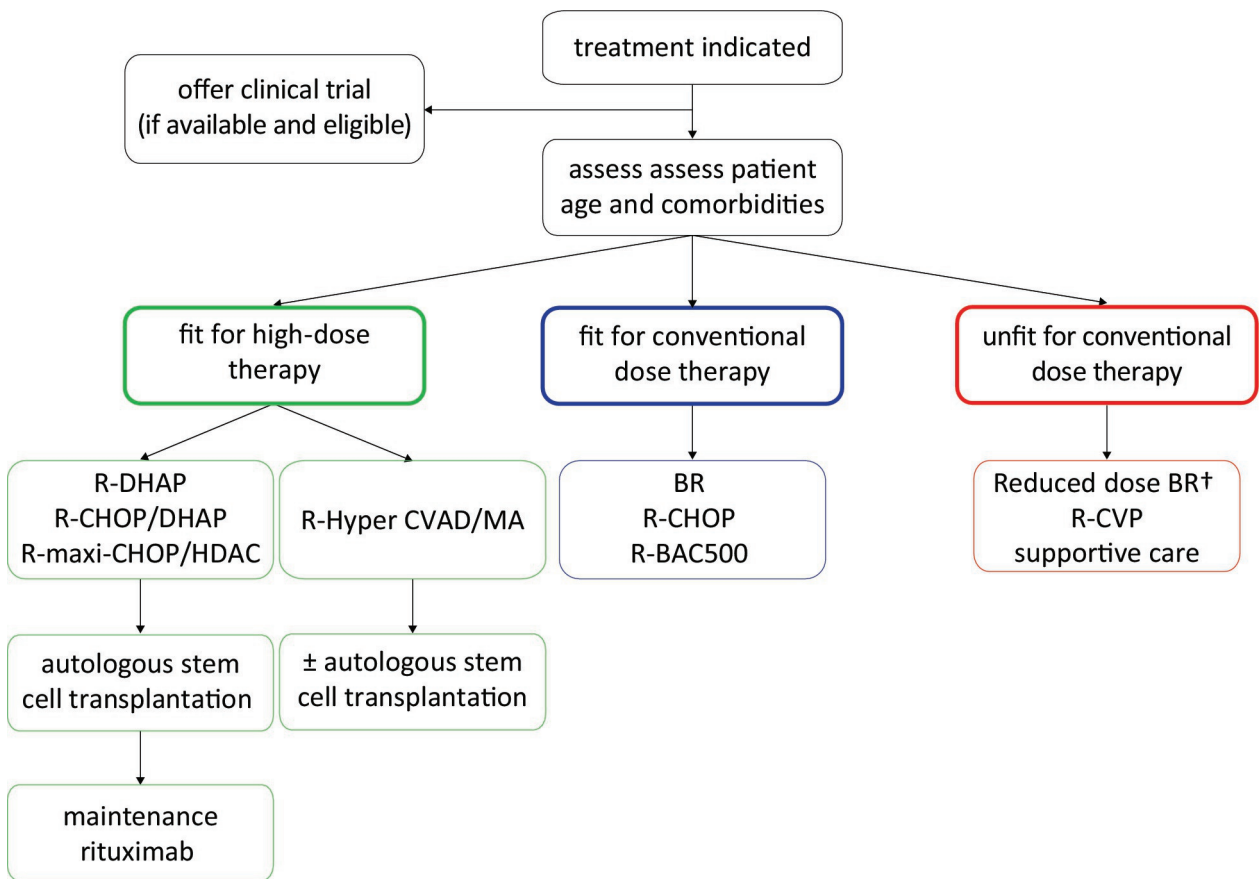 treatment indicated
offer clinical trial
(if available and eligible)
assess assess patient
age and comorbidities
fit for high-dose
therapy
fit for conventional
dose therapy
unfit for conventional
dose therapy
R-DHAP
R-CHOP/DHAP
R-maxi-CHOP/HDAC
R-Hyper CVAD/MA
BR
R-CHOP
R-BAC500
Reduced dose BR†
R-CVP
supportive care
autologous stem
cell transplantation
± autologous stem
cell transplantation
maintenance
rituximab